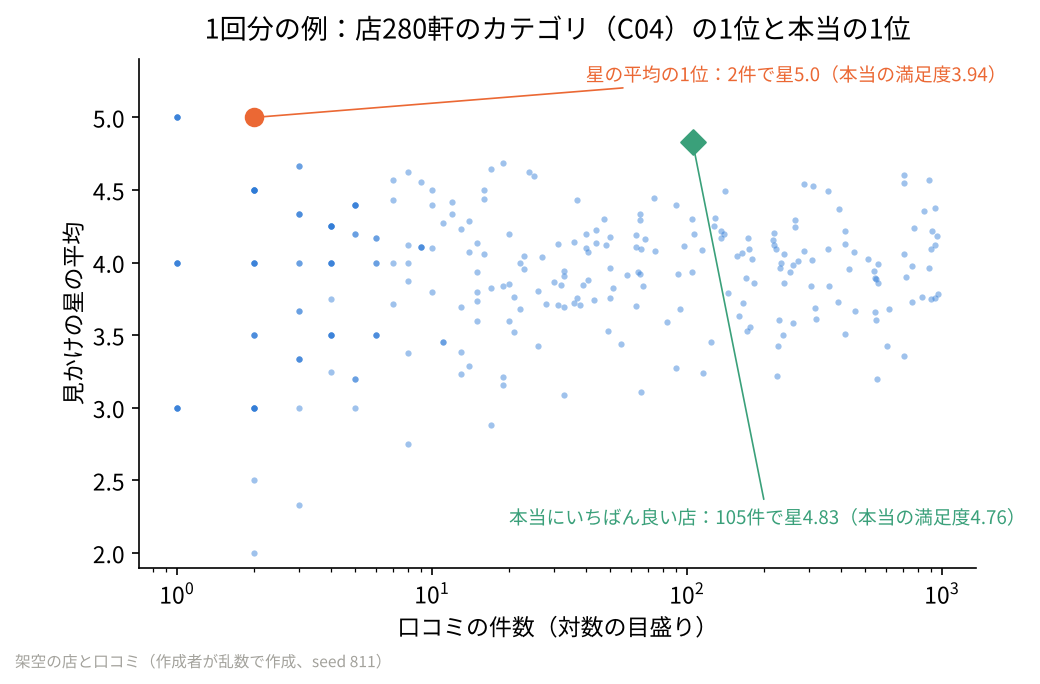 1回分の例：店280軒のカテゴリ（C04）の1位と本当の1位
星の平均の1位：2件で星5.0（本当の満足度3.94）
5.0
4.5
4.0
3.5
3.0
2.5
2.0
見かけの星の平均
本当にいちばん良い店：105件で星4.83（本当の満足度4.76）
10⁰ 10¹ 10² 10³
口コミの件数（対数の目盛り）
架空の店と口コミ（作成者が乱数で作成、seed 811）